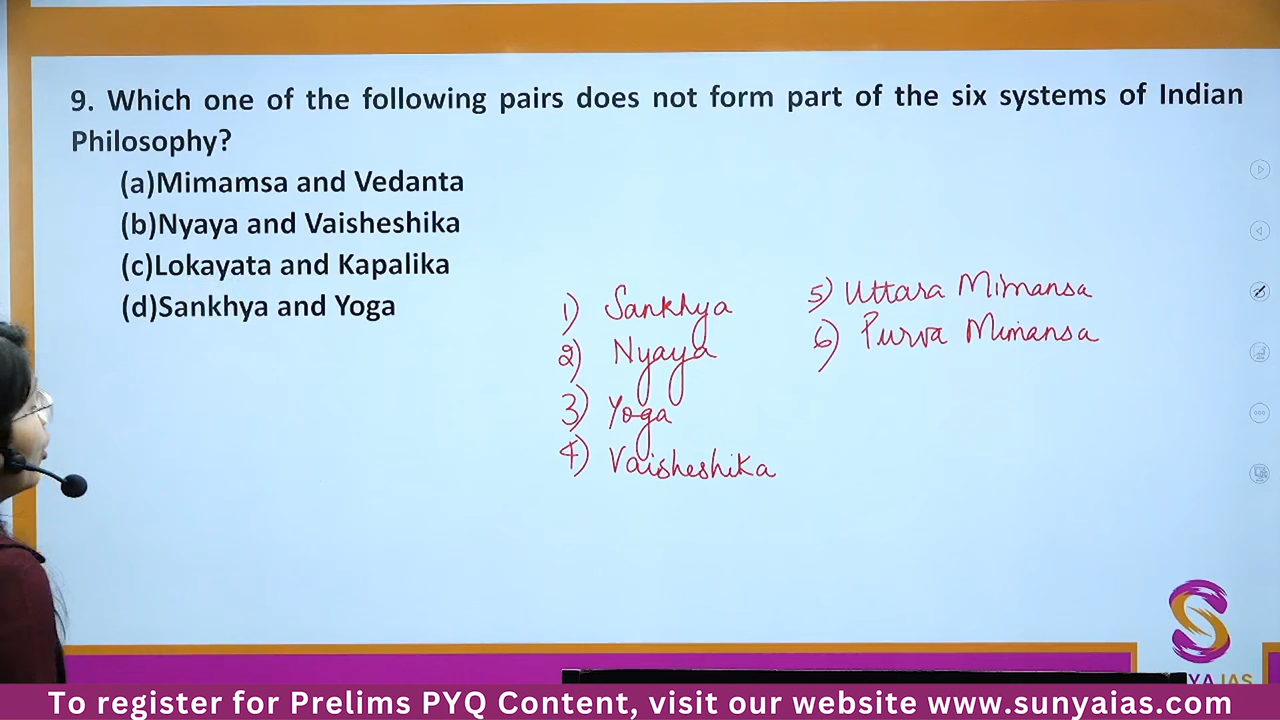 9. Which one of the following pairs does not form part of the six systems of Indian
Philosophy?
(a)Mimamsa and Vedanta
(b)Nyaya and Vaisheshika
(c)Lokayata and Kapalika
(d)Sankhya and Yoga
1) Sankhya
2) Nyaya
3) Yoga
4) Vaisheshika
5) Uttara Mimansa
6) Purva Mimansa
YA IAS
To register for Prelims PYQ Content, visit our website www.sunyaias.com